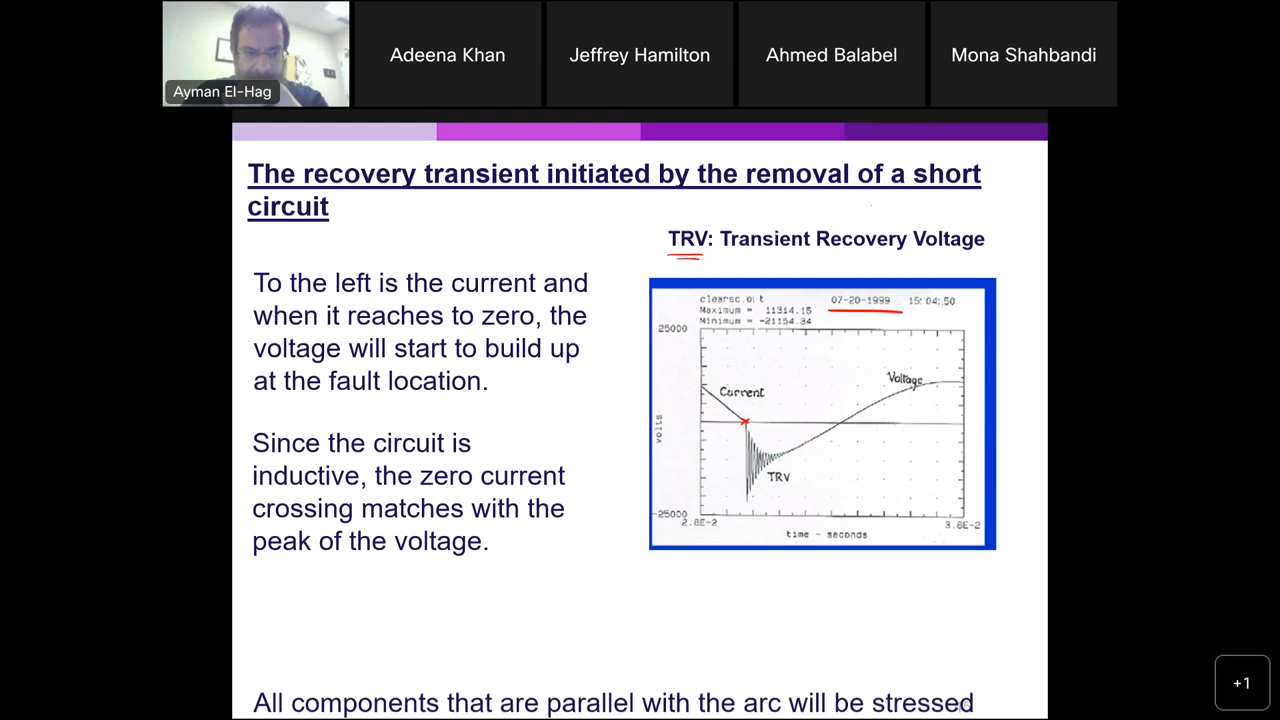 Ayman El-Hag
Adeena Khan
Jeffrey Hamilton
Ahmed Balabel
Mona Shahbandi
The recovery transient initiated by the removal of a short
circuit
TRV: Transient Recovery Voltage
To the left is the current and
when it reaches to zero, the
voltage will start to build up
at the fault location.
Since the circuit is
inductive, the zero current
crossing matches with the
peak of the voltage.
clearsc.out 07-20-1999 15:04:50
Maximum = 11314.15
Minimum = -21154.34
25000
Current
Voltage
volts
TRV
-25000
2.8E-2
3.8E-2
time - seconds
All components that are parallel with the arc will be stressed
+1